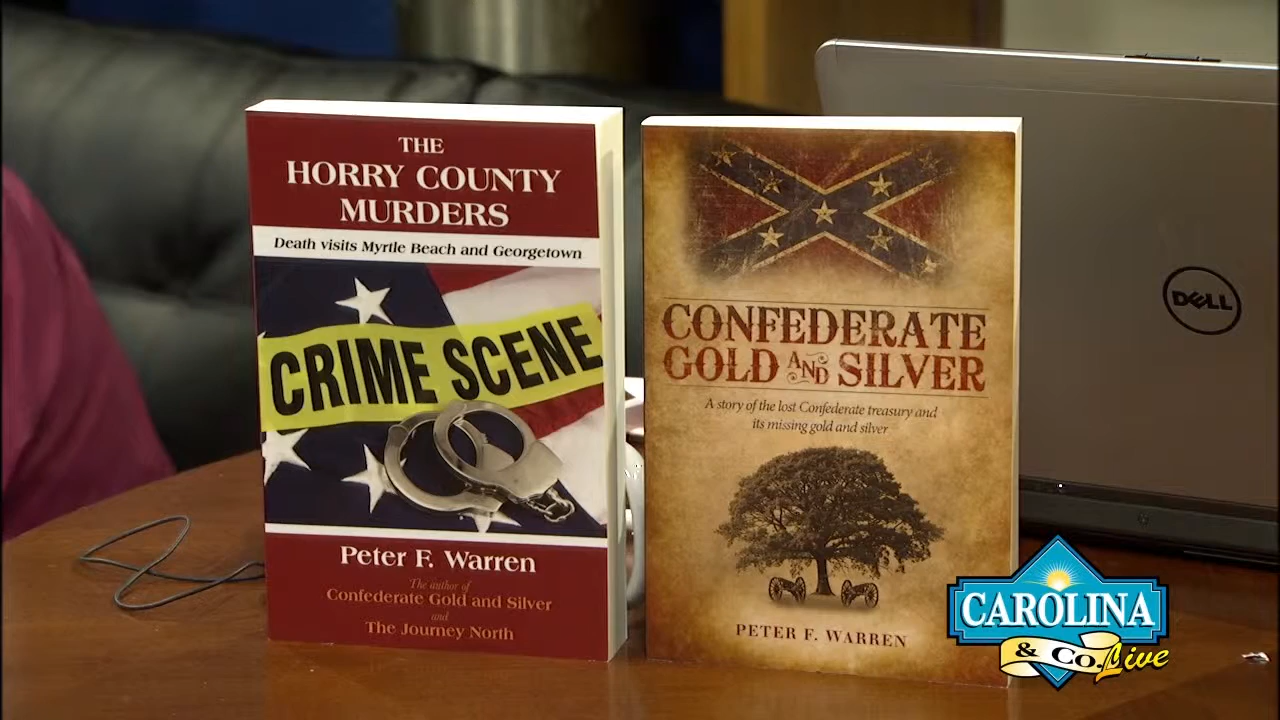 THE
HORRY COUNTY
MURDERS
Death visits Myrtle Beach and Georgetown
CRIME SCENE
Peter F. Warren
The author of
Confederate Gold and Silver
and
The Journey North
CONFEDERATE
GOLD AND SILVER
A story of the lost Confederate treasury and
its missing gold and silver
PETER F. WARREN
DELL
CAROLINA
& Co. Live